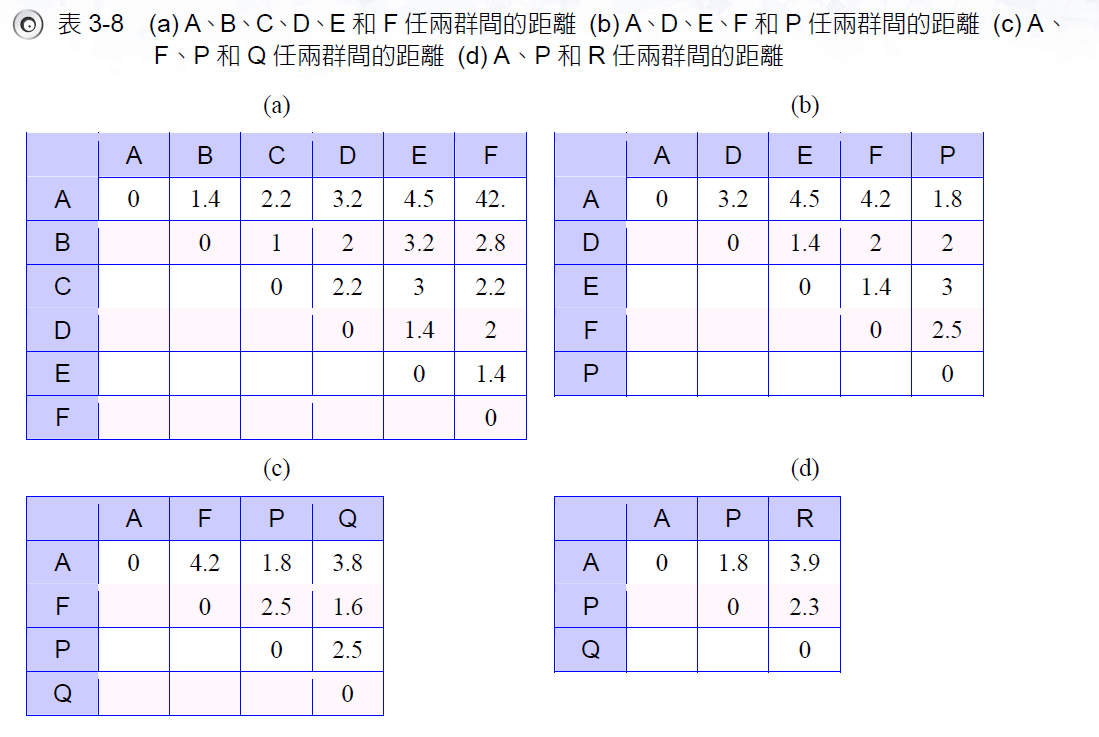 表 3-8 (a) A、B、C、D、E 和 F 任兩群間的距離 (b) A、D、E、F 和 P 任兩群間的距離 (c) A、
F、P 和 Q 任兩群間的距離 (d) A、P 和 R 任兩群間的距離
(a)
A B C D E F
A 0 1.4 2.2 3.2 4.5 42.
B 0 1 2 3.2 2.8
C 0 2.2 3 2.2
D 0 1.4 2
E 0 1.4
F 0
(b)
A D E F P
A 0 3.2 4.5 4.2 1.8
D 0 1.4 2 2
E 0 1.4 3
F 0 2.5
P 0
(c)
A F P Q
A 0 4.2 1.8 3.8
F 0 2.5 1.6
P 0 2.5
Q 0
(d)
A P R
A 0 1.8 3.9
P 0 2.3
Q 0